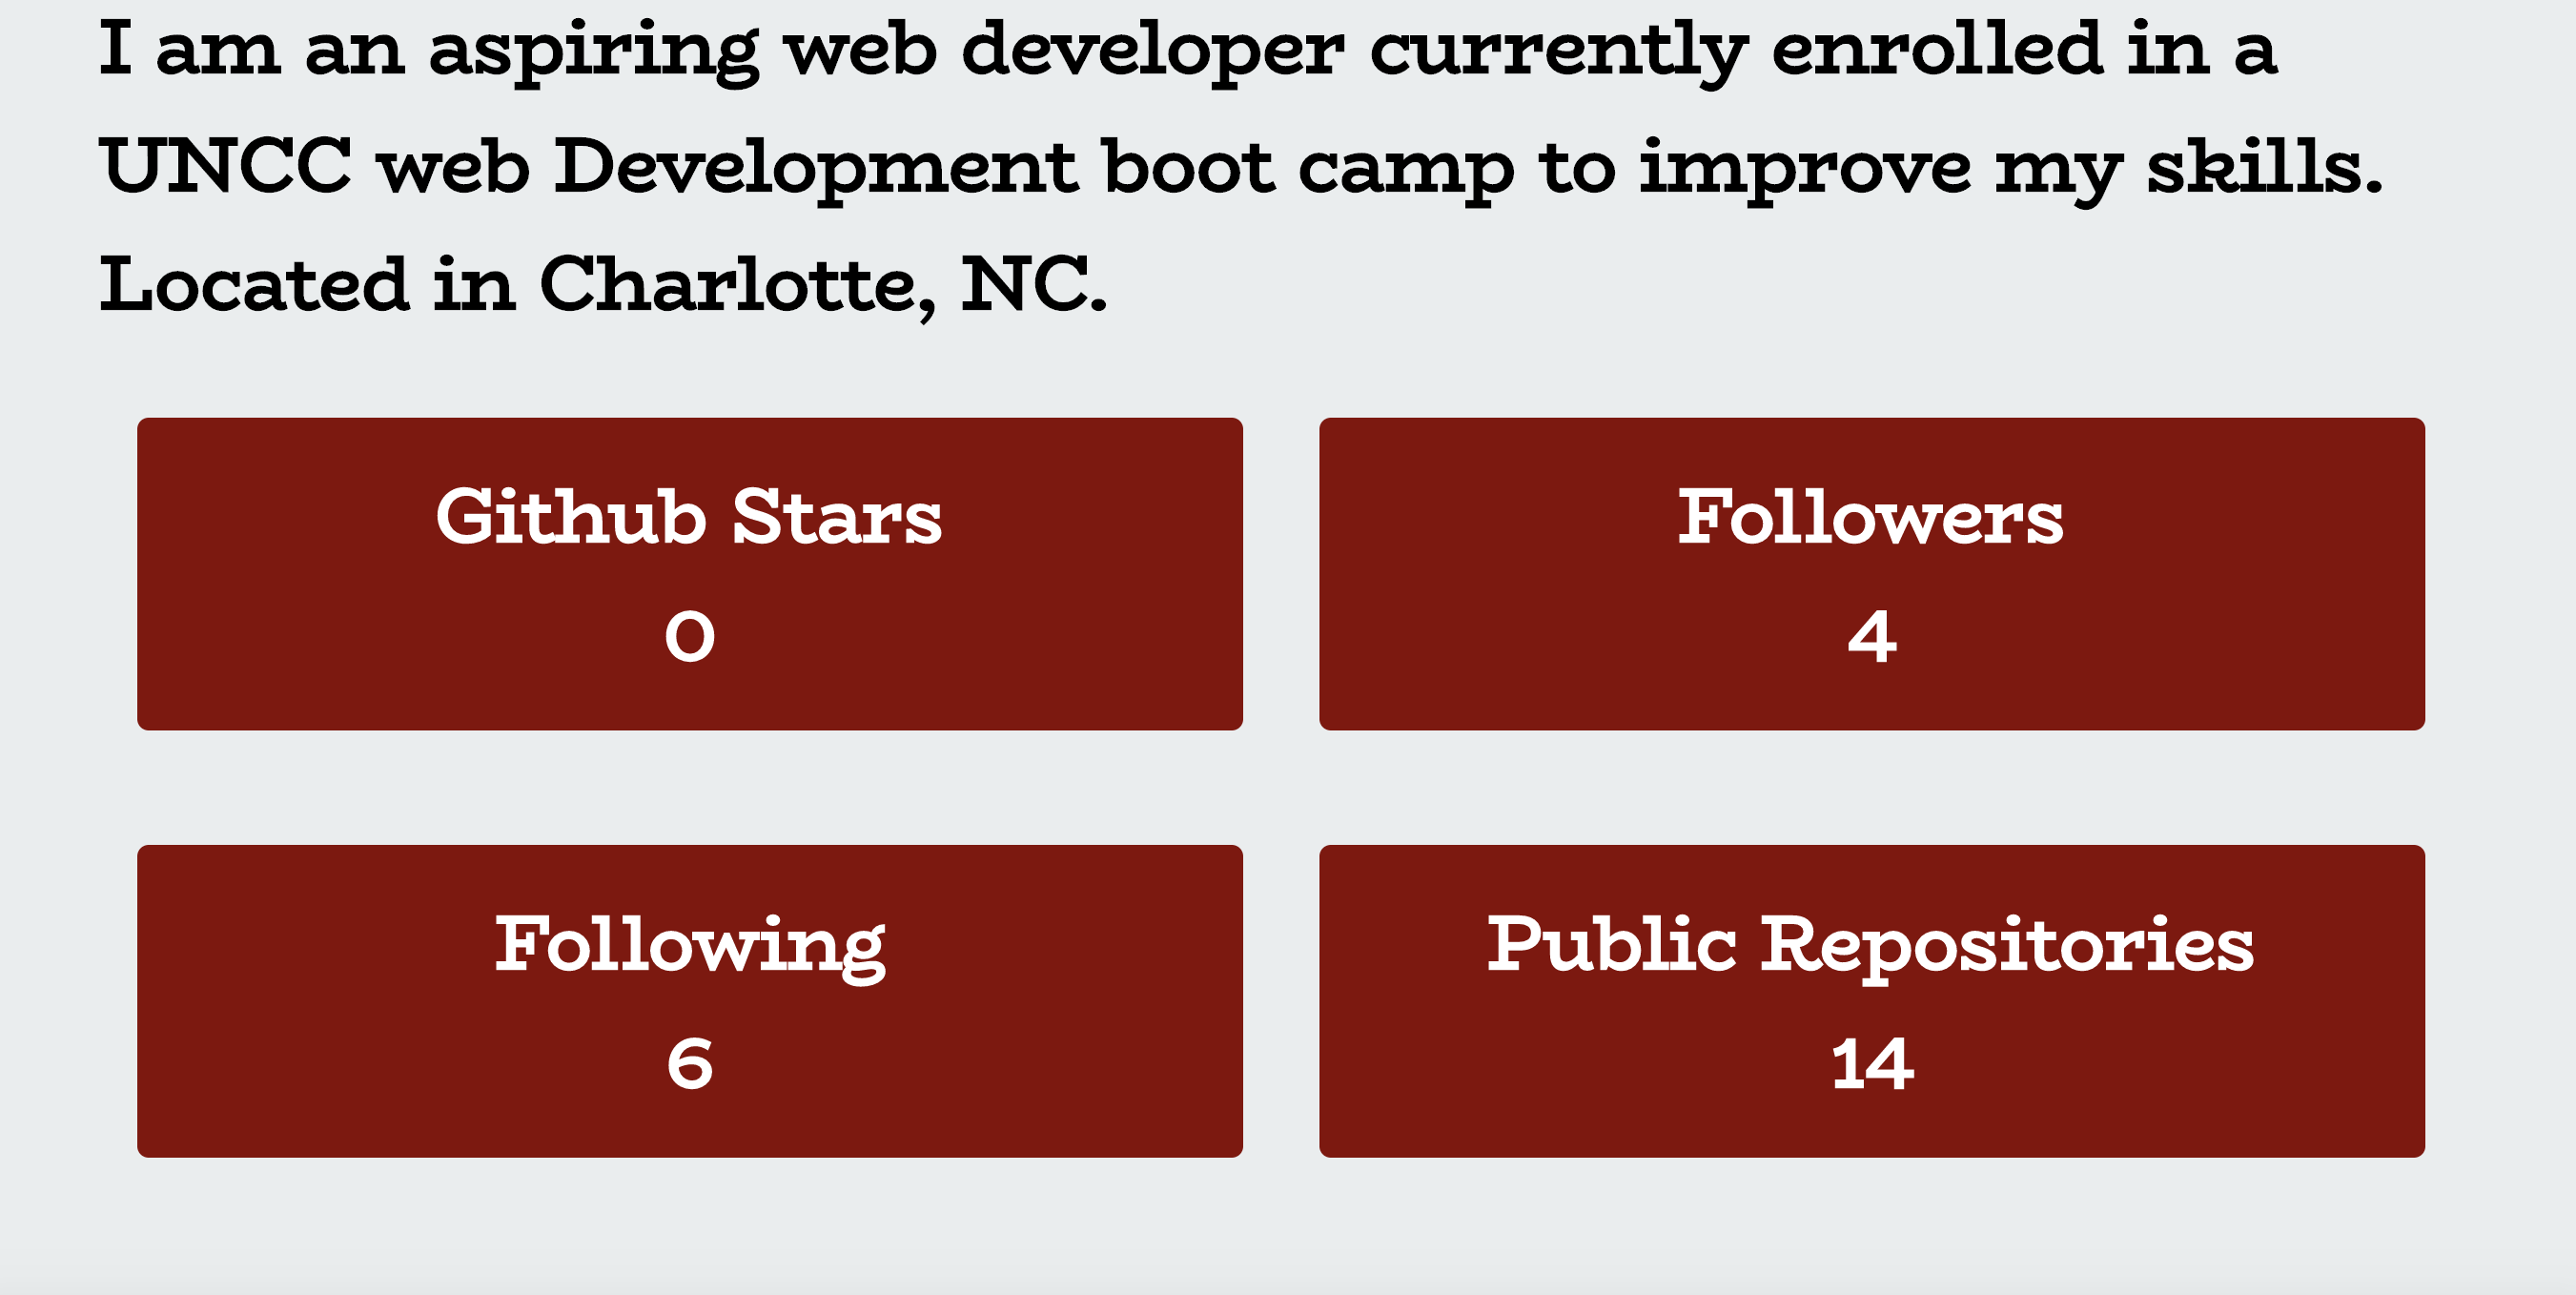 I am an aspiring web developer currently enrolled in a
UNCC web Development boot camp to improve my skills.
Located in Charlotte, NC.
Github Stars
0
Followers
4
Following
6
Public Repositories
14